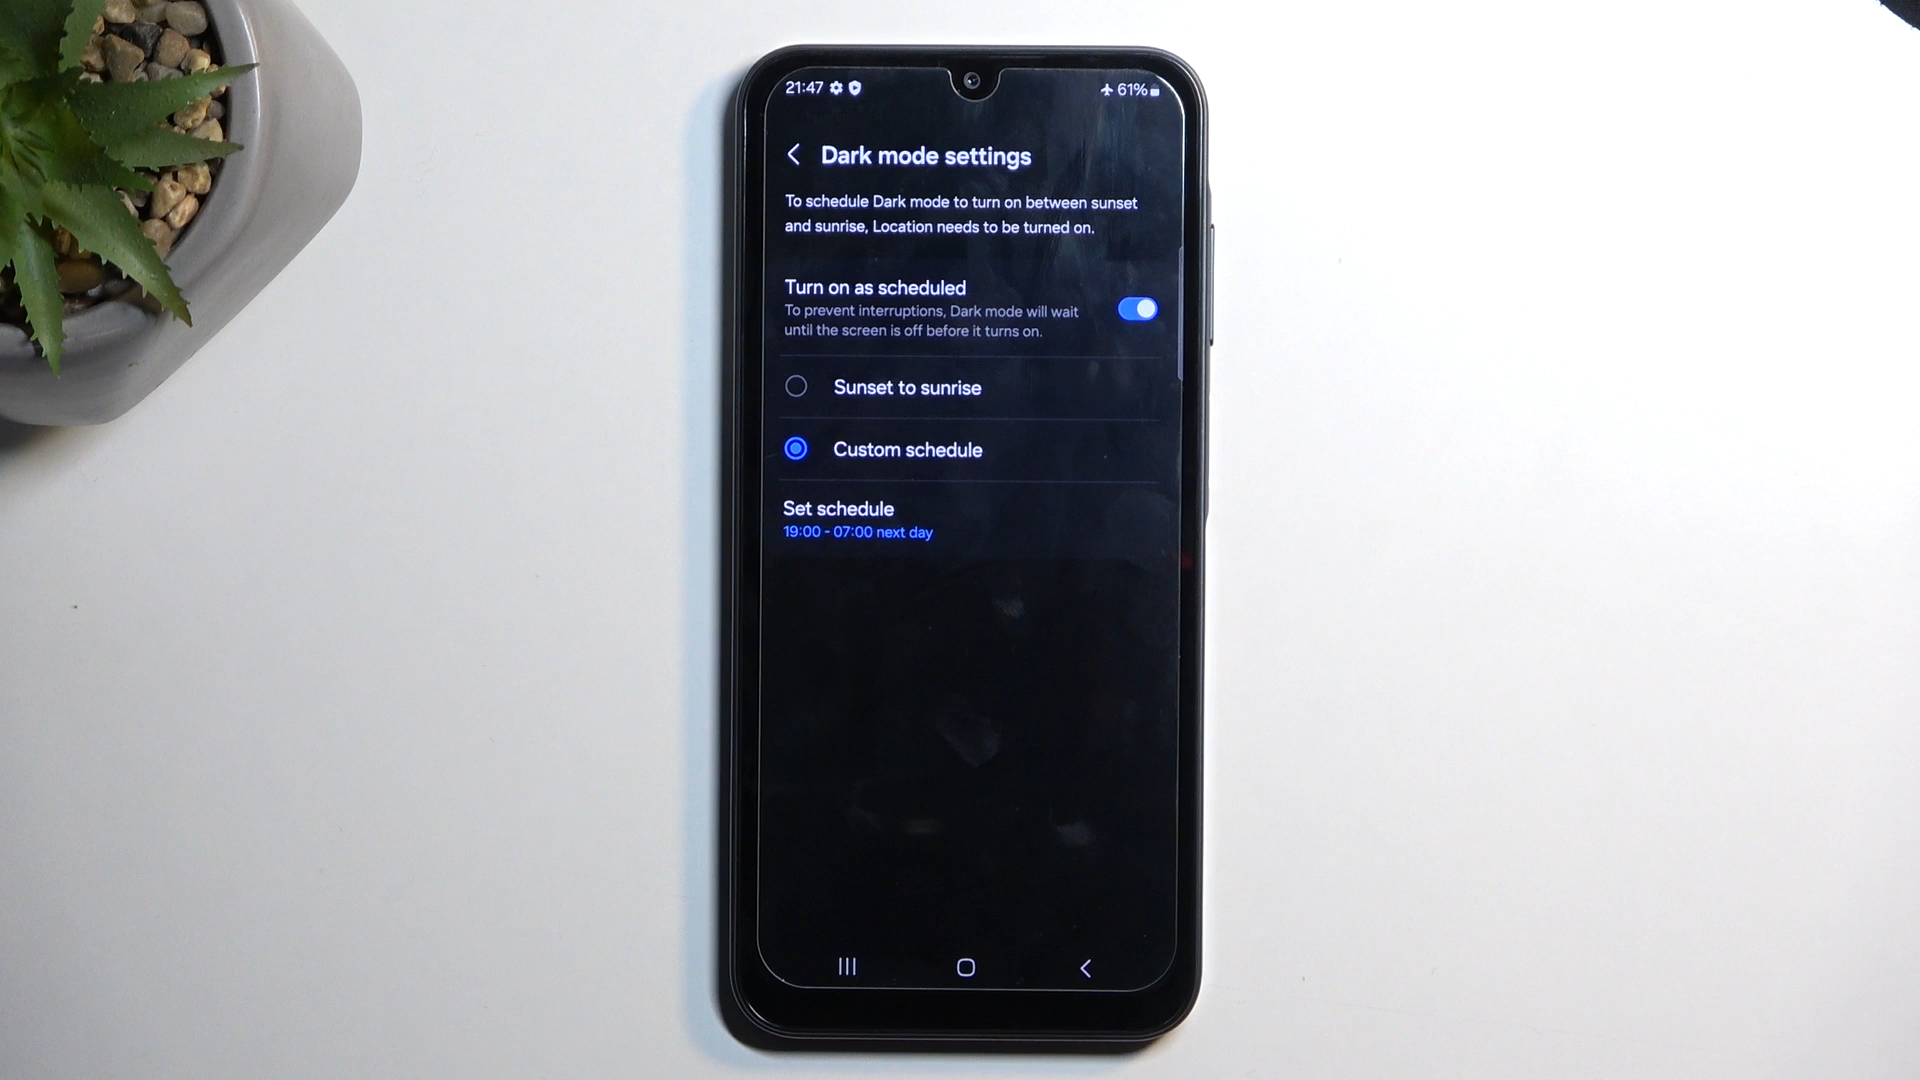 21:47 61%
Dark mode settings
To schedule Dark mode to turn on between sunset
and sunrise, Location needs to be turned on.
Turn on as scheduled
To prevent interruptions, Dark mode will wait
until the screen is off before it turns on.
Sunset to sunrise
Custom schedule
Set schedule
19:00 - 07:00 next day